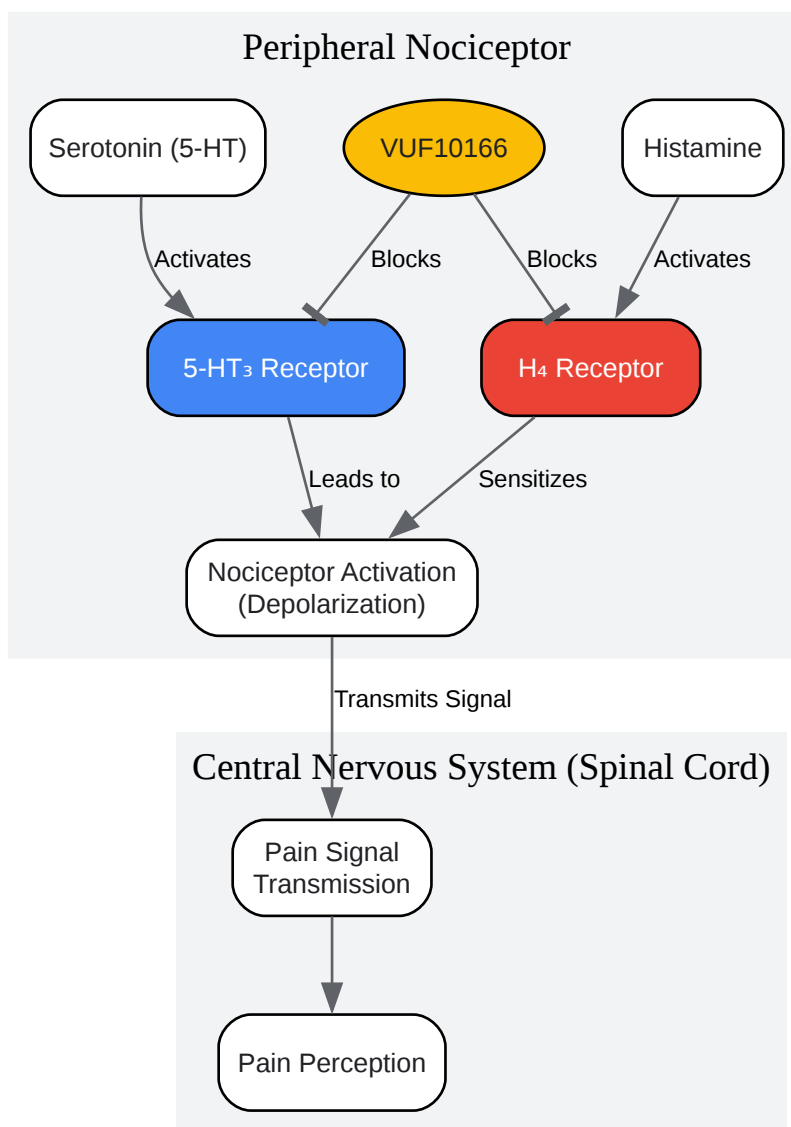 Peripheral Nociceptor
Serotonin (5-HT)
VUF10166
Histamine
Activates
Blocks
Blocks
Activates
5-HT₃ Receptor
H₄ Receptor
Leads to
Sensitizes
Nociceptor Activation
(Depolarization)
Transmits Signal
Central Nervous System (Spinal Cord)
Pain Signal
Transmission
Pain Perception